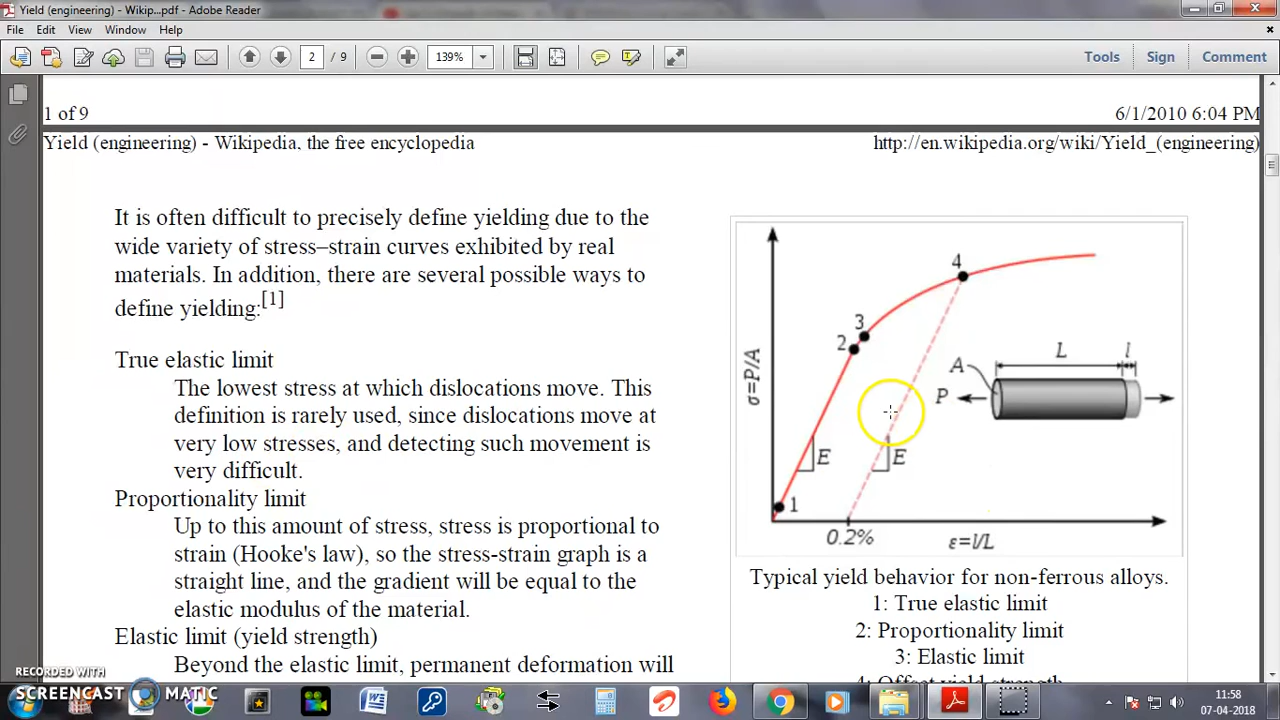 Yield (engineering) - Wikip...pdf - Adobe Reader
File Edit View Window Help
2 / 9 139% Tools Sign Comment
1 of 9 6/1/2010 6:04 PM
Yield (engineering) - Wikipedia, the free encyclopedia http://en.wikipedia.org/wiki/Yield_(engineering)
It is often difficult to precisely define yielding due to the
wide variety of stress–strain curves exhibited by real
materials. In addition, there are several possible ways to
define yielding:[1]
True elastic limit
The lowest stress at which dislocations move. This
definition is rarely used, since dislocations move at
very low stresses, and detecting such movement is
very difficult.
Proportionality limit
Up to this amount of stress, stress is proportional to
strain (Hooke's law), so the stress-strain graph is a
straight line, and the gradient will be equal to the
elastic modulus of the material.
Elastic limit (yield strength)
Beyond the elastic limit, permanent deformation will
σ=P/A
4
3
2
1
E
E
A
L
l
P
0.2%
ε=l/L
Typical yield behavior for non-ferrous alloys.
1: True elastic limit
2: Proportionality limit
3: Elastic limit
4: Offset yield strength
RECORDED WITH
SCREENCAST MATIC
11:58
07-04-2018